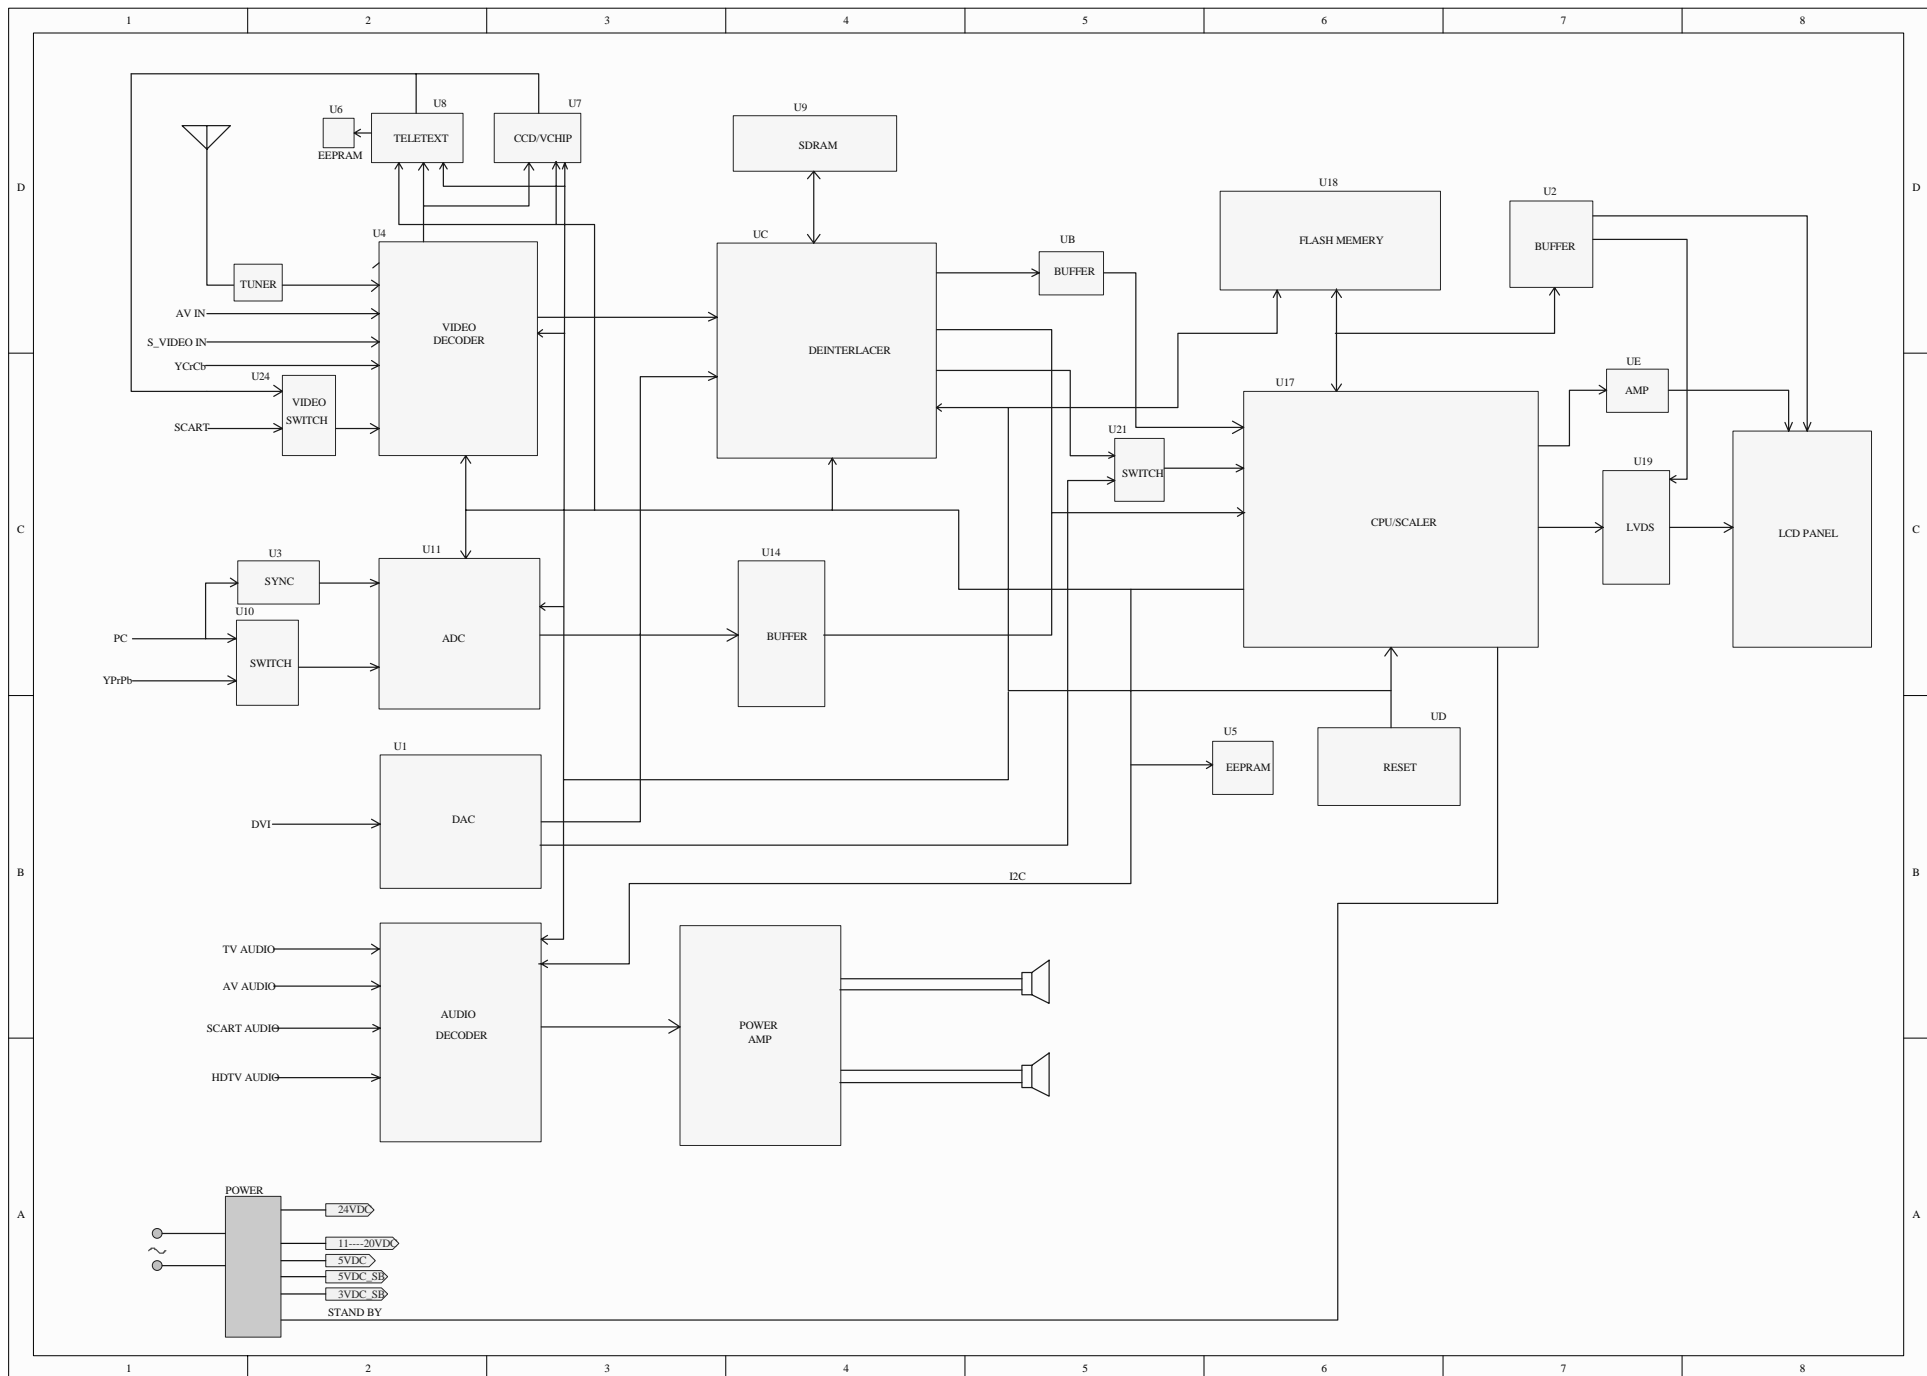 1 2 3 4 5 6 7 8
U6
U8
U7
U9
TELETEXT
CCD/VCHIP
SDRAM
EEPRAM
D
D
U18
U2
U4
UC
UB
FLASH MEMERY
BUFFER
BUFFER
TUNER
AV IN
VIDEO
DECODER
S_VIDEO IN
DEINTERLACER
YCrCb
UE
U24
U17
AMP
VIDEO
SWITCH
SCART
U21
U19
SWITCH
C
CPU/SCALER
LVDS
LCD PANEL
C
U3
U11
U14
SYNC
U10
PC
ADC
BUFFER
SWITCH
YPrPb
UD
U5
U1
EEPRAM
RESET
DVI
DAC
B
I2C
B
TV AUDIO
AV AUDIO
AUDIO
DECODER
SCART AUDIO
POWER
AMP
HDTV AUDIO
POWER
24VDC
A
A
11----20VDC
5VDC
5VDC_SB
3VDC_SB
STAND BY
1 2 3 4 5 6 7 8